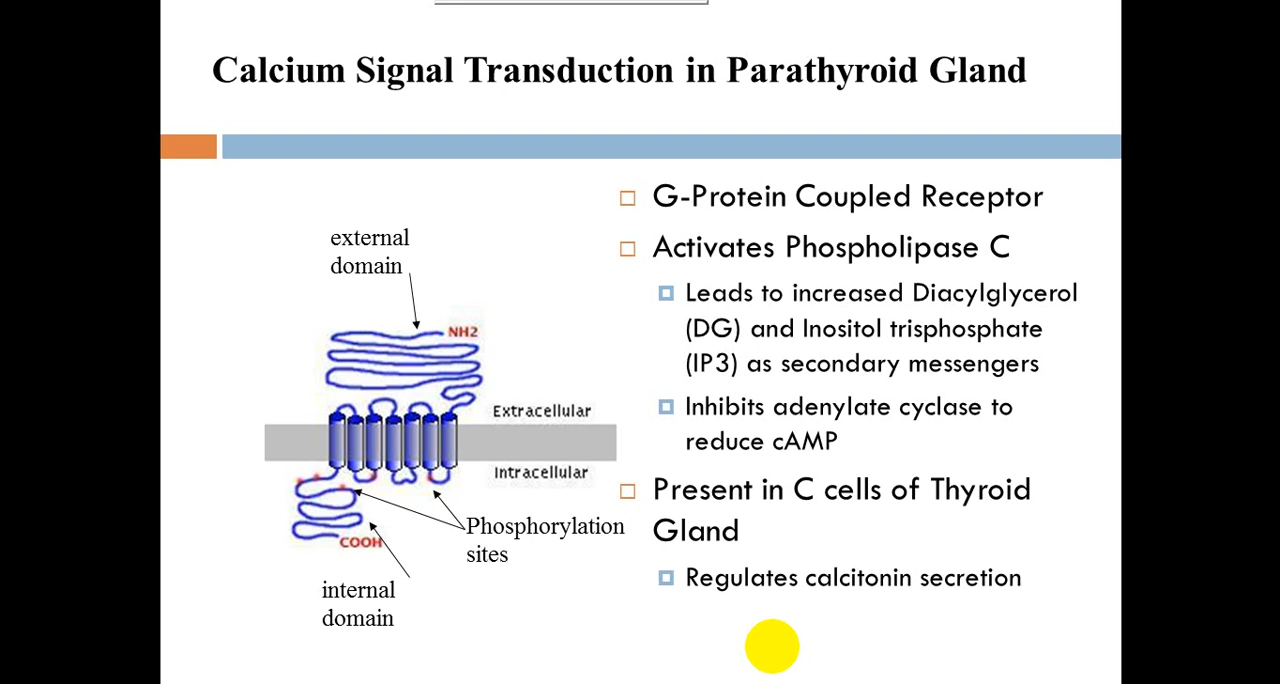 Calcium Signal Transduction in Parathyroid Gland
external
domain
NH2
Extracellular
Intracellular
Phosphorylation
sites
COOH
internal
domain
G-Protein Coupled Receptor
Activates Phospholipase C
Leads to increased Diacylglycerol
(DG) and Inositol trisphosphate
(IP3) as secondary messengers
Inhibits adenylate cyclase to
reduce cAMP
Present in C cells of Thyroid
Gland
Regulates calcitonin secretion